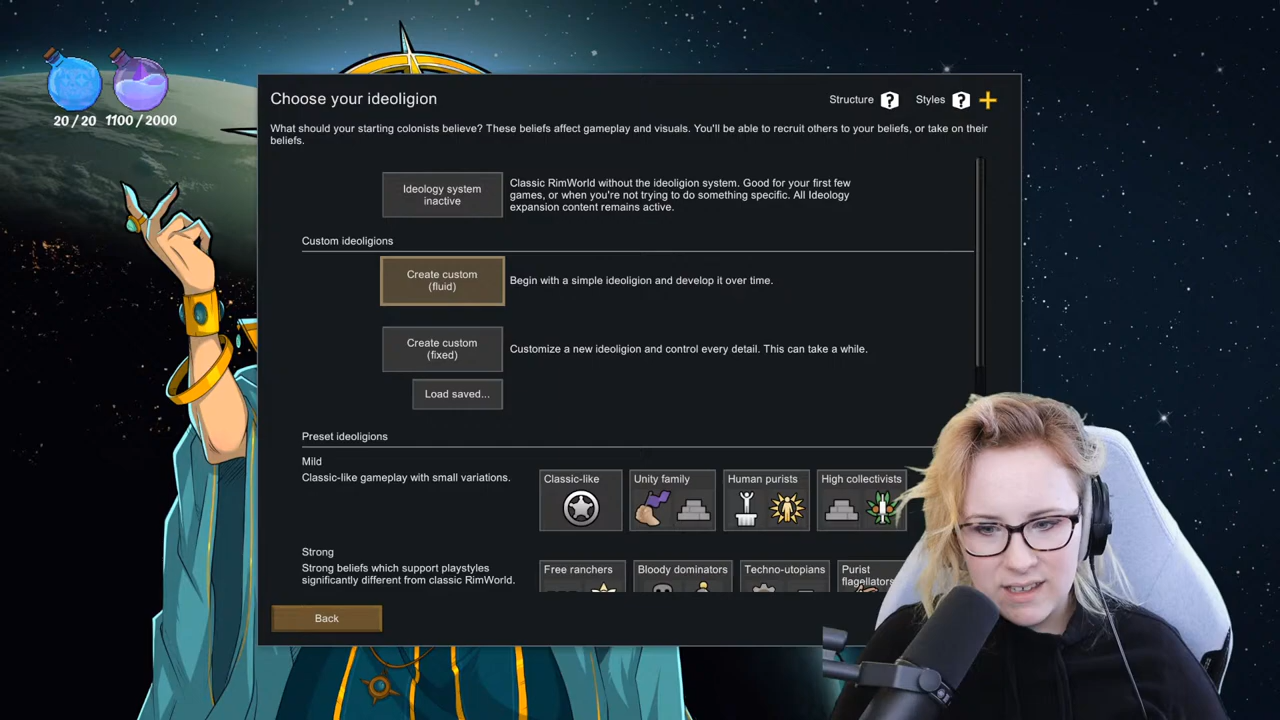 Choose your ideoligion
Structure
Styles
What should your starting colonists believe? These beliefs affect gameplay and visuals. You'll be able to recruit others to your beliefs, or take on their
beliefs.
20 / 20
1100 / 2000
Ideology system
inactive
Classic RimWorld without the ideoligion system. Good for your first few
games, or when you're not trying to do something specific. All Ideology
expansion content remains active.
Custom ideoligions
Create custom
(fluid)
Begin with a simple ideoligion and develop it over time.
Create custom
(fixed)
Customize a new ideoligion and control every detail. This can take a while.
Load saved...
Preset ideoligions
Mild
Classic-like gameplay with small variations.
Classic-like
Unity family
Human purists
High collectivists
Strong
Strong beliefs which support playstyles
significantly different from classic RimWorld.
Free ranchers
Bloody dominators
Techno-utopians
Purist
flagellators
Back